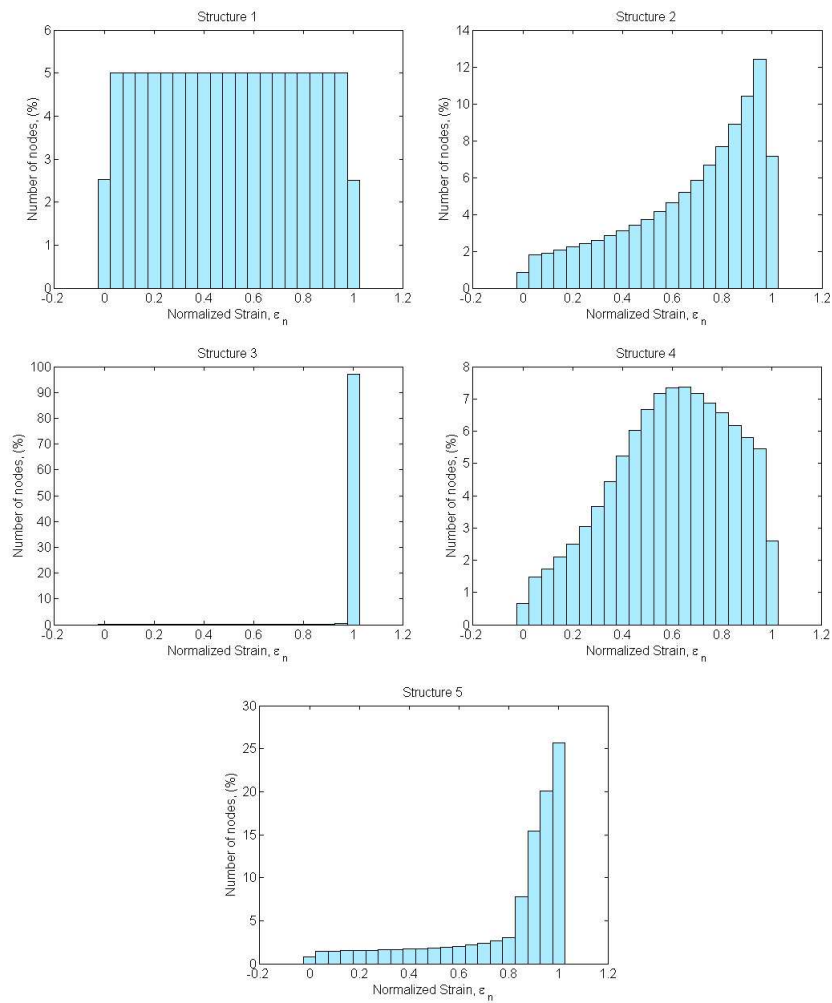 Structure 1
6
5
4
3
2
1
0
Number of nodes, (%)
-0.2 0 0.2 0.4 0.6 0.8 1 1.2
Normalized Strain, ε_n
Structure 2
14
12
10
8
6
4
2
0
Number of nodes, (%)
-0.2 0 0.2 0.4 0.6 0.8 1 1.2
Normalized Strain, ε_n
Structure 3
100
90
80
70
60
50
40
30
20
10
0
Number of nodes, (%)
-0.2 0 0.2 0.4 0.6 0.8 1 1.2
Normalized Strain, ε_n
Structure 4
8
7
6
5
4
3
2
1
0
Number of nodes, (%)
-0.2 0 0.2 0.4 0.6 0.8 1 1.2
Normalized Strain, ε_n
Structure 5
30
25
20
15
10
5
0
Number of nodes, (%)
-0.2 0 0.2 0.4 0.6 0.8 1 1.2
Normalized Strain, ε_n